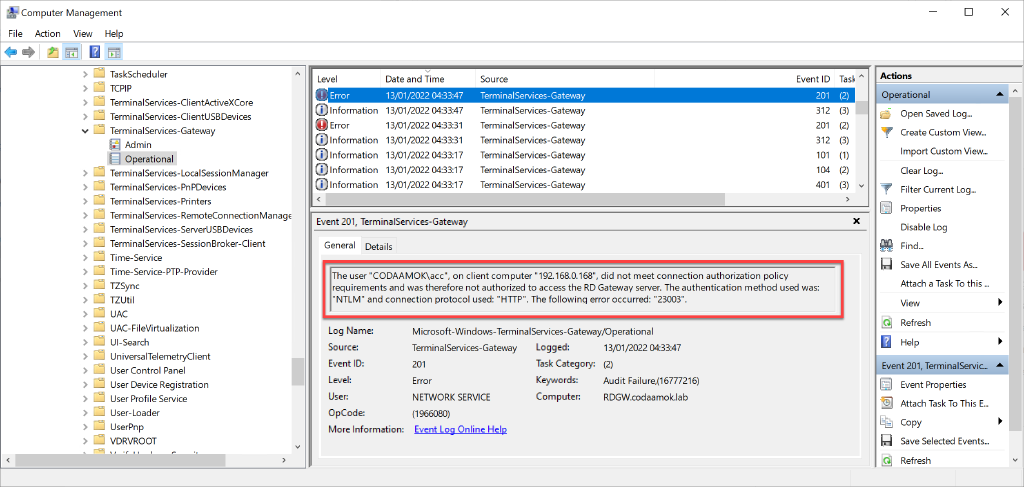 Computer Management
File Action View Help
TaskScheduler
TCPIP
TerminalServices-ClientActiveXCore
TerminalServices-ClientUSBDevices
TerminalServices-Gateway
Admin
Operational
TerminalServices-LocalSessionManager
TerminalServices-PnPDevices
TerminalServices-Printers
TerminalServices-RemoteConnectionManage
TerminalServices-ServerUSBDevices
TerminalServices-SessionBroker-Client
Time-Service
Time-Service-PTP-Provider
TZSync
TZUtil
UAC
UAC-FileVirtualization
UI-Search
UniversalTelemetryClient
User Control Panel
User Device Registration
User Profile Service
User-Loader
UserPnp
VDRVROOT
Level Date and Time Source Event ID Task
Error 13/01/2022 04:33:47 TerminalServices-Gateway 201 (2)
Information 13/01/2022 04:33:47 TerminalServices-Gateway 312 (3)
Error 13/01/2022 04:33:31 TerminalServices-Gateway 201 (2)
Information 13/01/2022 04:33:31 TerminalServices-Gateway 312 (3)
Information 13/01/2022 04:33:17 TerminalServices-Gateway 101 (1)
Information 13/01/2022 04:33:17 TerminalServices-Gateway 104 (2)
Information 13/01/2022 04:33:17 TerminalServices-Gateway 401 (3)
Event 201, TerminalServices-Gateway
General Details
The user "CODAAMOK\acc", on client computer "192.168.0.168", did not meet connection authorization policy
requirements and was therefore not authorized to access the RD Gateway server. The authentication method used was:
"NTLM" and connection protocol used: "HTTP". The following error occurred: "23003".
Log Name: Microsoft-Windows-TerminalServices-Gateway/Operational
Source: TerminalServices-Gateway Logged: 13/01/2022 04:33:47
Event ID: 201 Task Category: (2)
Level: Error Keywords: Audit Failure,(16777216)
User: NETWORK SERVICE Computer: RDGW.codaamok.lab
OpCode: (1966080)
More Information: Event Log Online Help
Actions
Operational
Open Saved Log...
Create Custom View...
Import Custom View...
Clear Log...
Filter Current Log...
Properties
Disable Log
Find...
Save All Events As...
Attach a Task To this ...
View
Refresh
Help
Event 201, TerminalServic...
Event Properties
Attach Task To This E...
Copy
Save Selected Events...
Refresh